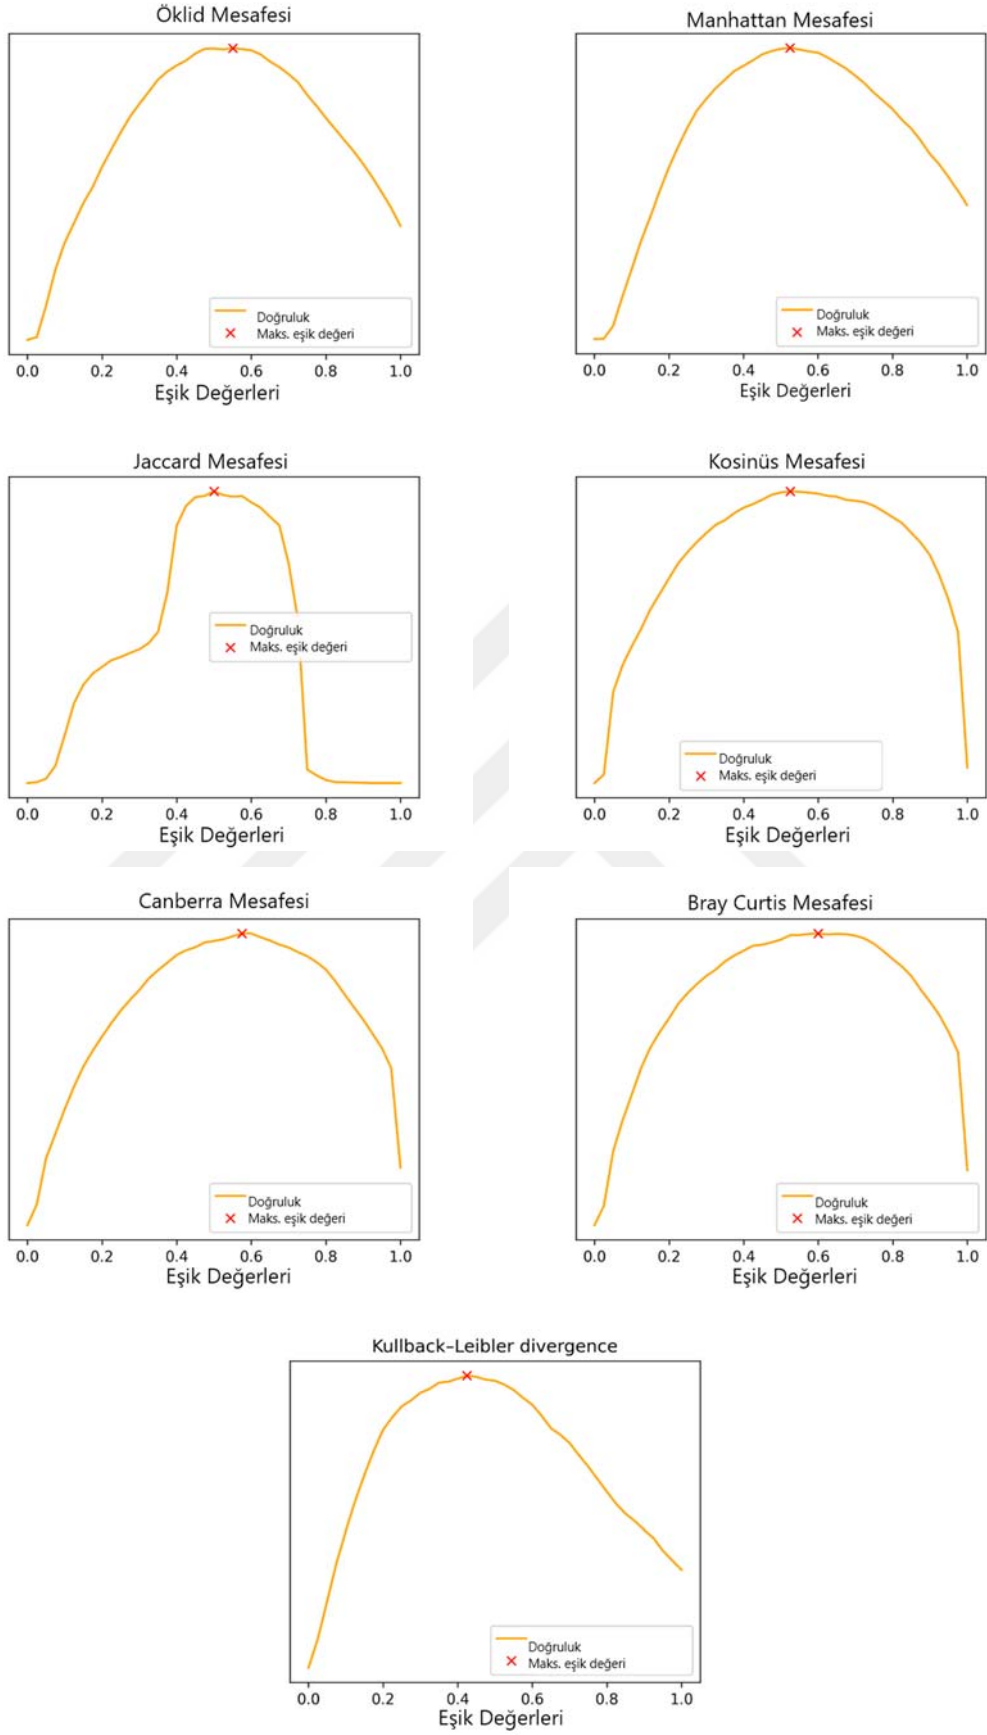 Öklid Mesafesi
Doğruluk
Maks. eşik değeri
0.0 0.2 0.4 0.6 0.8 1.0
Eşik Değerleri
Manhattan Mesafesi
Doğruluk
Maks. eşik değeri
0.0 0.2 0.4 0.6 0.8 1.0
Eşik Değerleri
Jaccard Mesafesi
Doğruluk
Maks. eşik değeri
0.0 0.2 0.4 0.6 0.8 1.0
Eşik Değerleri
Kosinüs Mesafesi
Doğruluk
Maks. eşik değeri
0.0 0.2 0.4 0.6 0.8 1.0
Eşik Değerleri
Canberra Mesafesi
Doğruluk
Maks. eşik değeri
0.0 0.2 0.4 0.6 0.8 1.0
Eşik Değerleri
Bray Curtis Mesafesi
Doğruluk
Maks. eşik değeri
0.0 0.2 0.4 0.6 0.8 1.0
Eşik Değerleri
Kullback–Leibler divergence
Doğruluk
Maks. eşik değeri
0.0 0.2 0.4 0.6 0.8 1.0
Eşik Değerleri